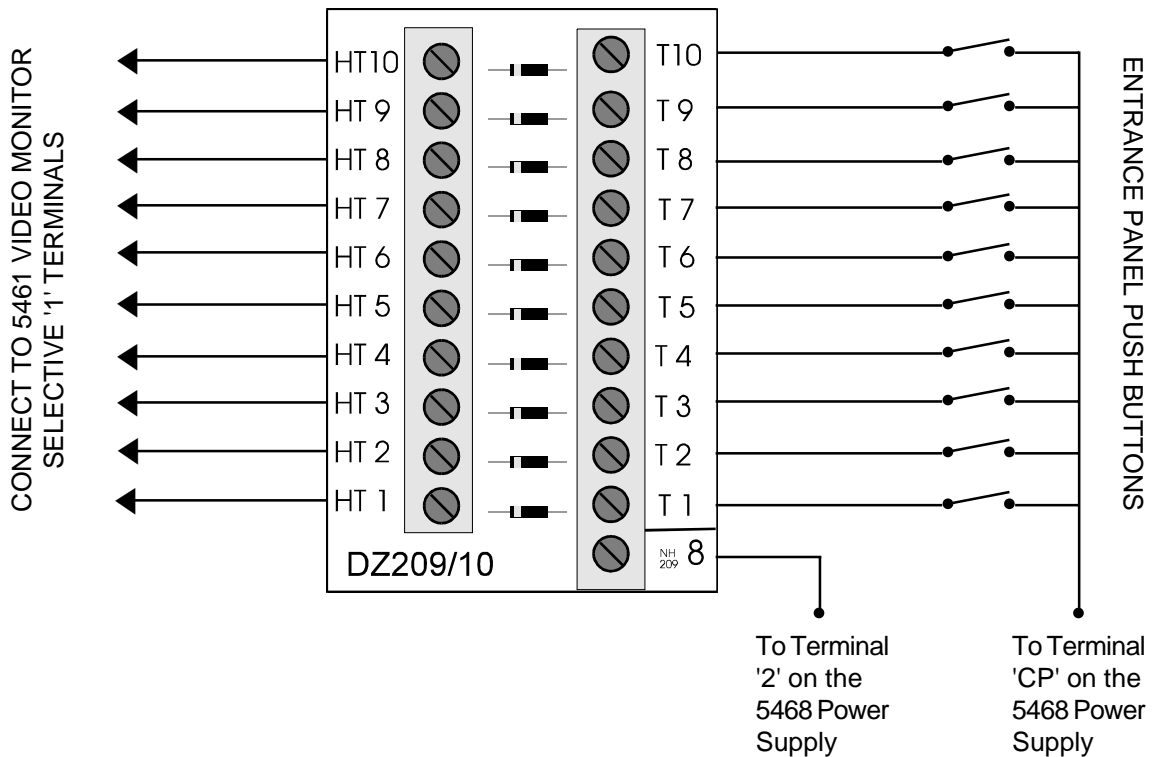 CONNECT TO 5461 VIDEO MONITOR
SELECTIVE '1' TERMINALS
HT10
HT 9
HT 8
HT 7
HT 6
HT 5
HT 4
HT 3
HT 2
HT 1
DZ209/10
T10
T 9
T 8
T 7
T 6
T 5
T 4
T 3
T 2
T 1
NH
209
8
ENTRANCE PANEL PUSH BUTTONS
To Terminal
'2' on the
5468 Power
Supply
To Terminal
'CP' on the
5468 Power
Supply